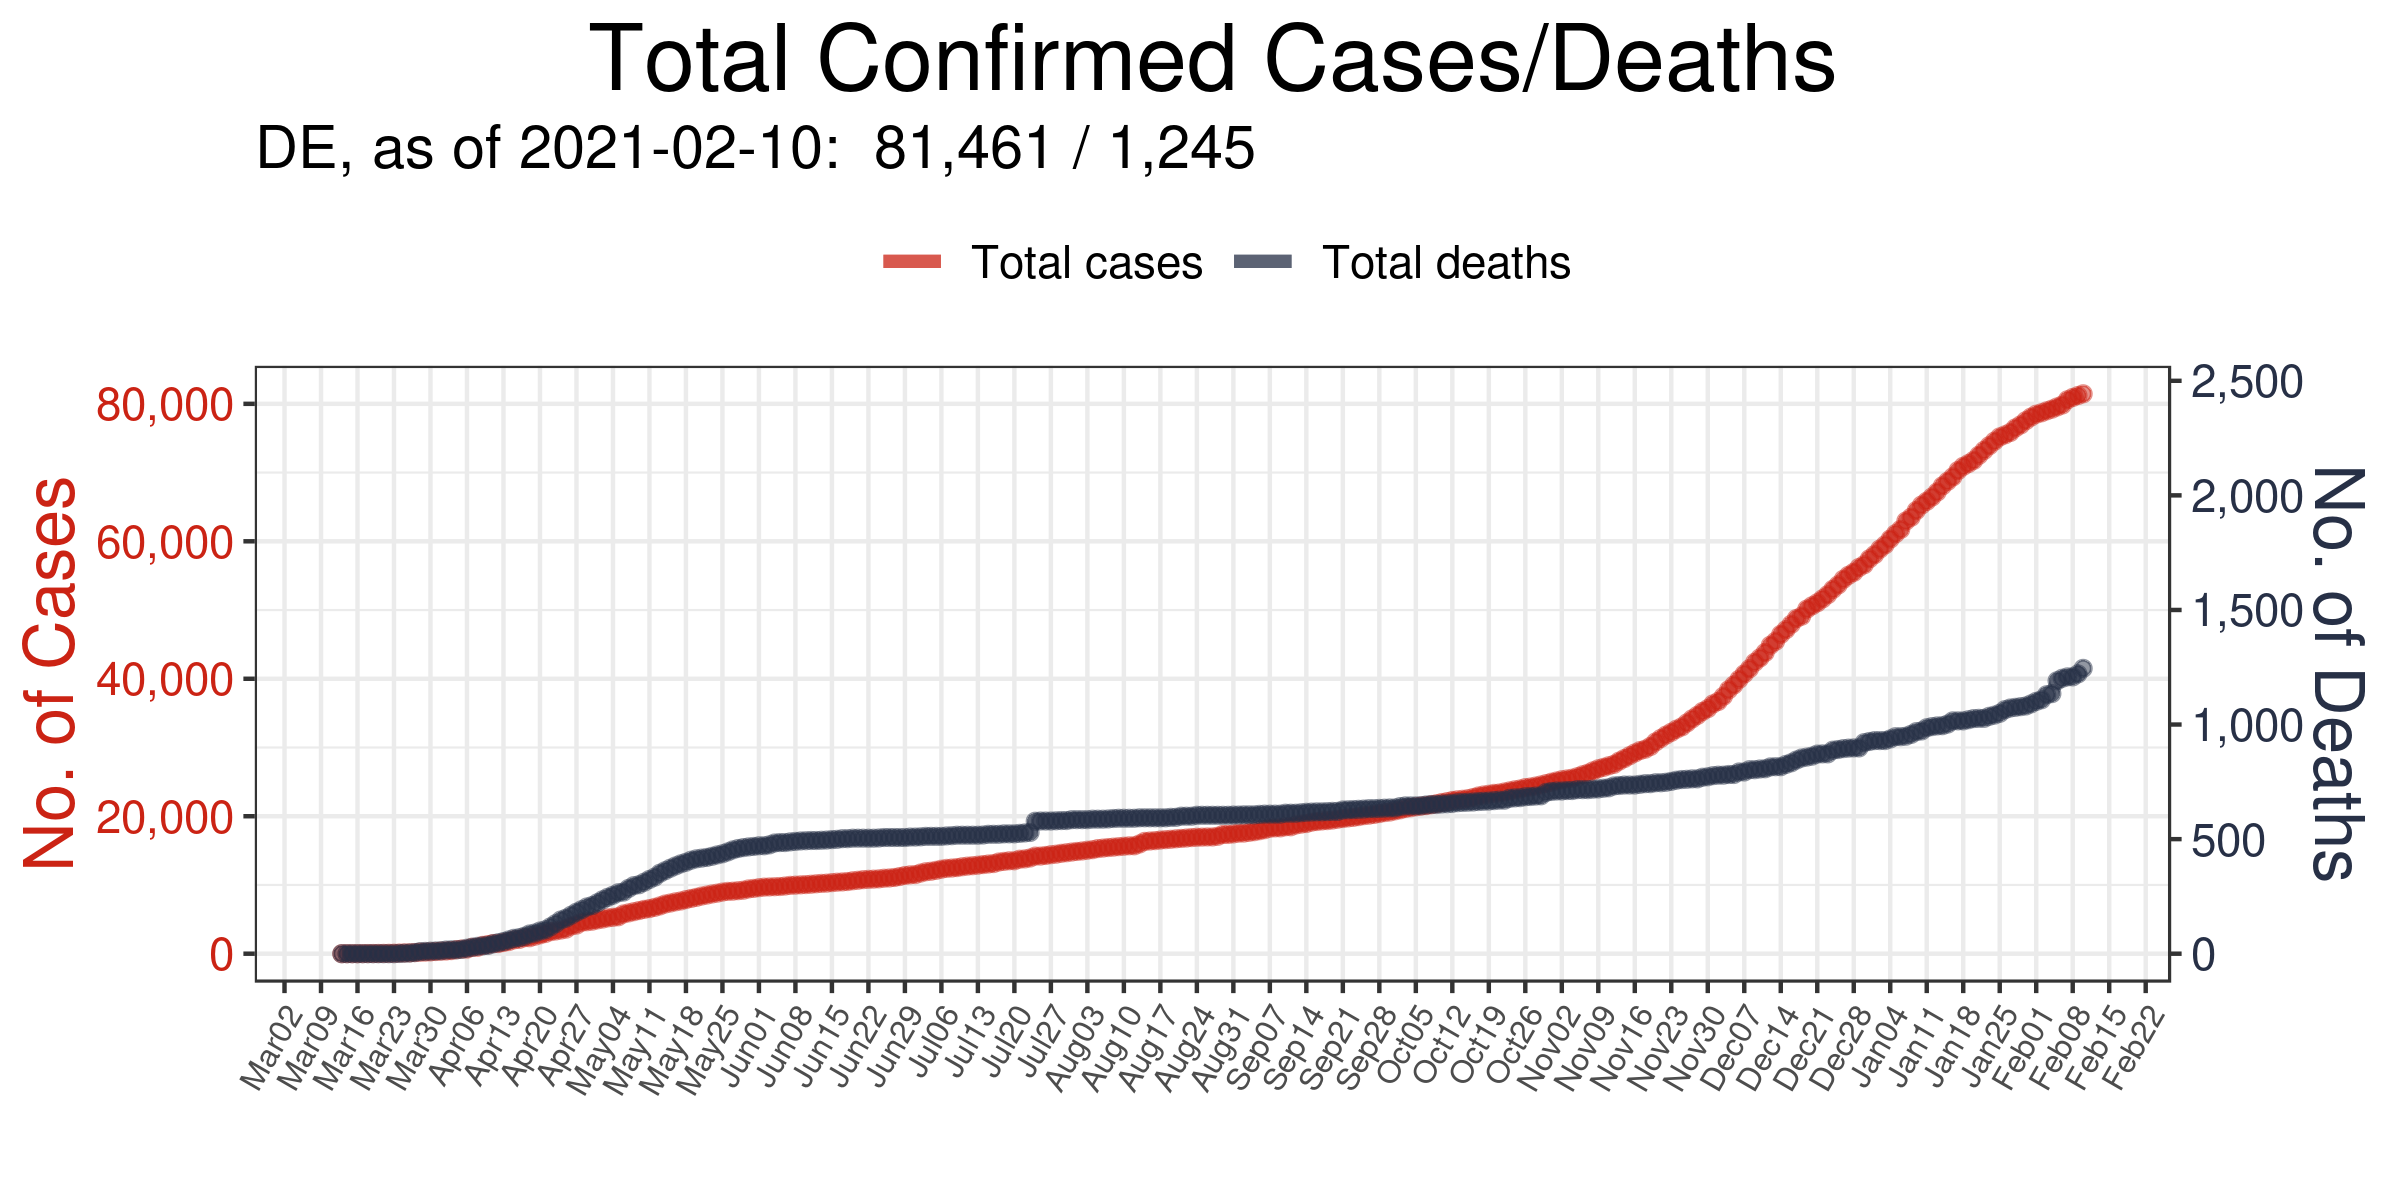 Total Confirmed Cases/Deaths
DE, as of 2021-02-10:  81,461 / 1,245
Total cases
Total deaths
No. of Cases
80,000
60,000
40,000
20,000
0
2,500
2,000
1,500
1,000
500
0
No. of Deaths
Mar02
Mar09
Mar16
Mar23
Mar30
Apr06
Apr13
Apr20
Apr27
May04
May11
May18
May25
Jun01
Jun08
Jun15
Jun22
Jun29
Jul06
Jul13
Jul20
Jul27
Aug03
Aug10
Aug17
Aug24
Aug31
Sep07
Sep14
Sep21
Sep28
Oct05
Oct12
Oct19
Oct26
Nov02
Nov09
Nov16
Nov23
Nov30
Dec07
Dec14
Dec21
Dec28
Jan04
Jan11
Jan18
Jan25
Feb01
Feb08
Feb15
Feb22